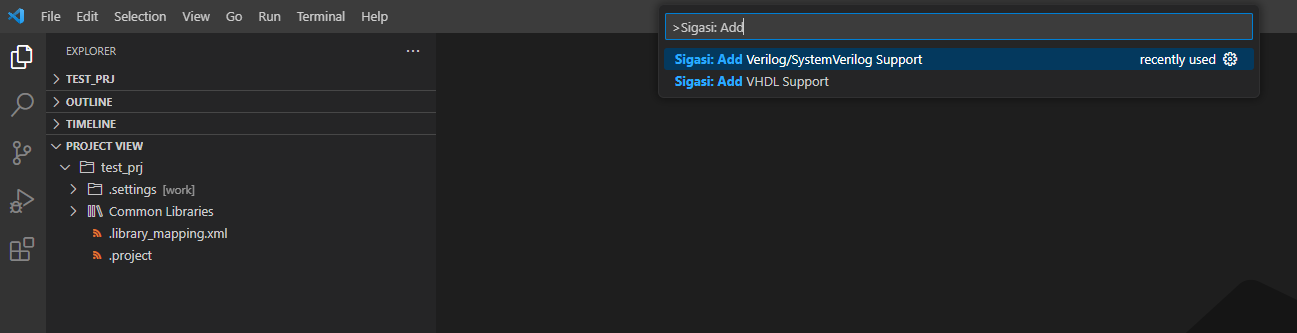 File Edit Selection View Go Run Terminal Help
>Sigasi: Add
Sigasi: Add Verilog/SystemVerilog Support recently used
Sigasi: Add VHDL Support
EXPLORER
TEST_PRJ
OUTLINE
TIMELINE
PROJECT VIEW
test_prj
.settings [work]
Common Libraries
.library_mapping.xml
.project